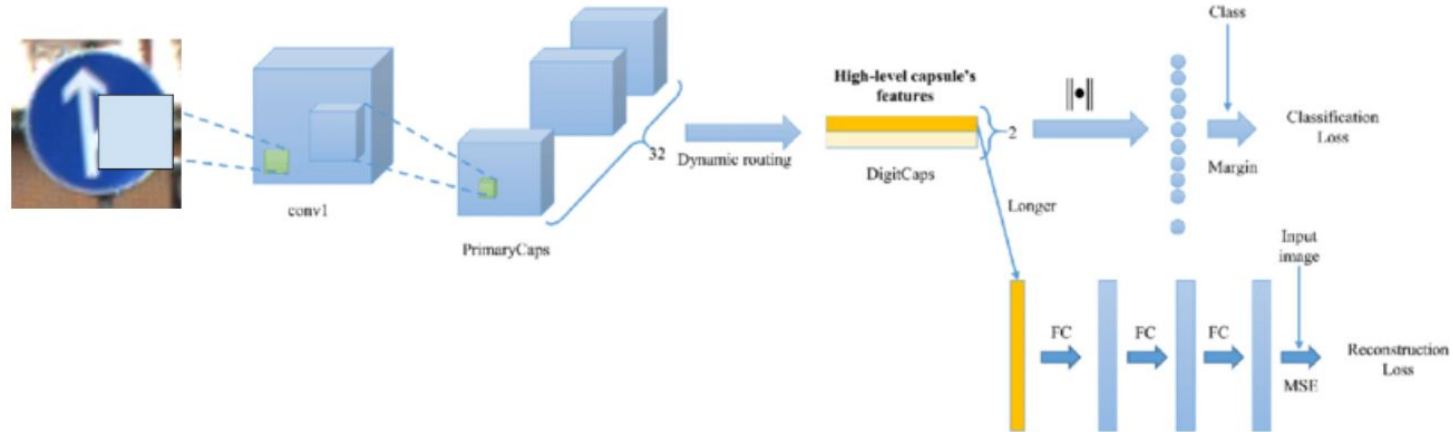 Class
High-level capsule's
features
‖•‖
2
32
Dynamic routing
Classification
Loss
DigitCaps
Margin
conv1
Longer
PrimaryCaps
Input
image
FC
FC
FC
Reconstruction
Loss
MSE